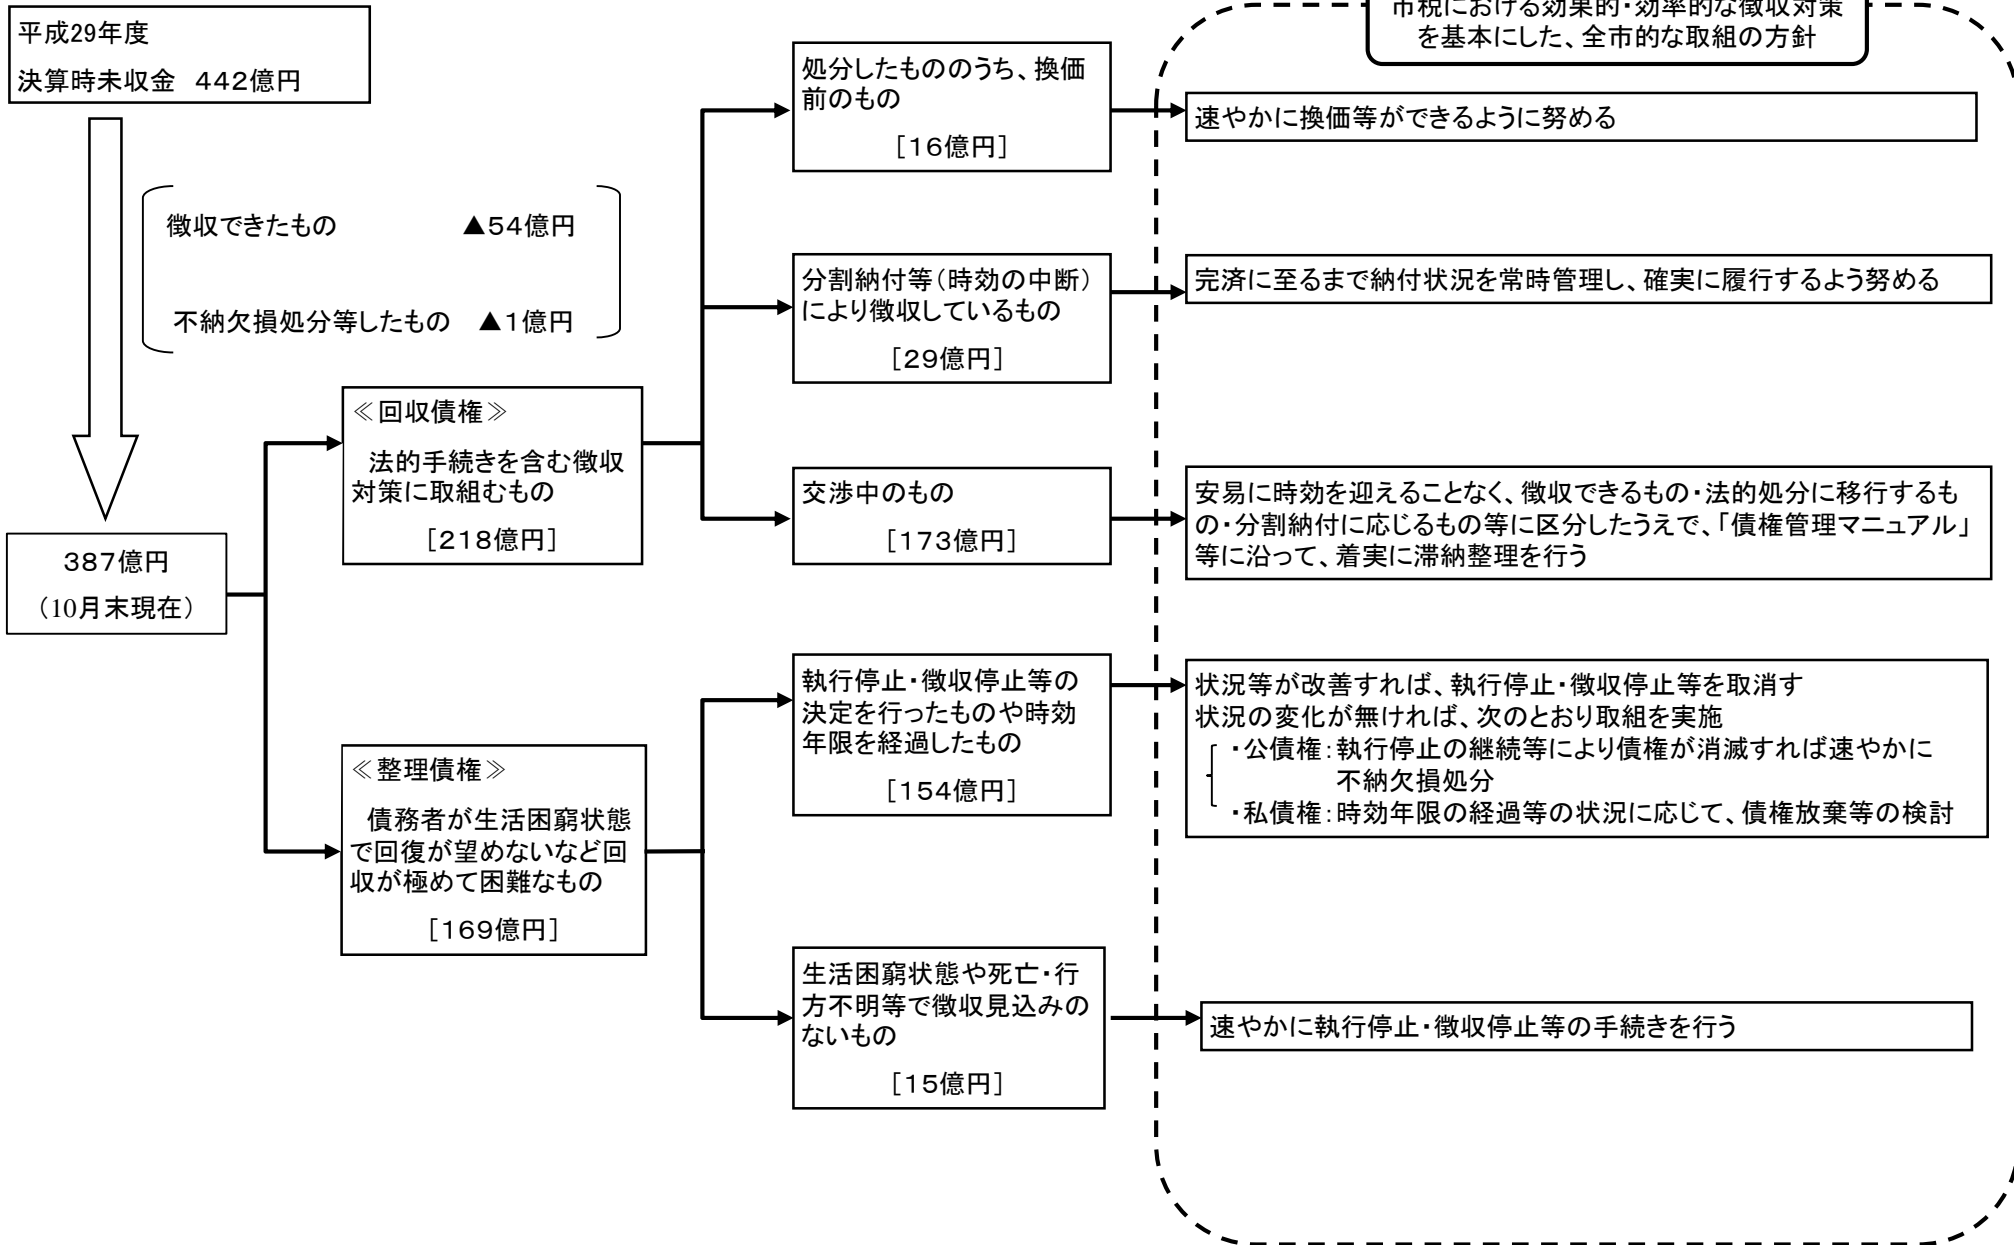 平成29年度
決算時未収金 442億円
徴収できたもの ▲54億円
不納欠損処分等したもの ▲1億円
387億円
（10月末現在）
≪回収債権≫
法的手続きを含む徴収
対策に取組むもの
［218億円］
≪整理債権≫
債務者が生活困窮状態
で回復が望めないなど回
収が極めて困難なもの
［169億円］
処分したもののうち、換価
前のもの
［16億円］
分割納付等（時効の中断）
により徴収しているもの
［29億円］
交渉中のもの
［173億円］
執行停止・徴収停止等の
決定を行ったものや時効
年限を経過したもの
［154億円］
生活困窮状態や死亡・行
方不明等で徴収見込みの
ないもの
［15億円］
市税における効果的・効率的な徴収対策
を基本にした、全市的な取組の方針
速やかに換価等ができるように努める
完済に至るまで納付状況を常時管理し、確実に履行するよう努める
安易に時効を迎えることなく、徴収できるもの・法的処分に移行するも
の・分割納付に応じるもの等に区分したうえで、「債権管理マニュアル」
等に沿って、着実に滞納整理を行う
状況等が改善すれば、執行停止・徴収停止等を取消す
状況の変化が無ければ、次のとおり取組を実施
・公債権：執行停止の継続等により債権が消滅すれば速やかに
不納欠損処分
・私債権：時効年限の経過等の状況に応じて、債権放棄等の検討
速やかに執行停止・徴収停止等の手続きを行う